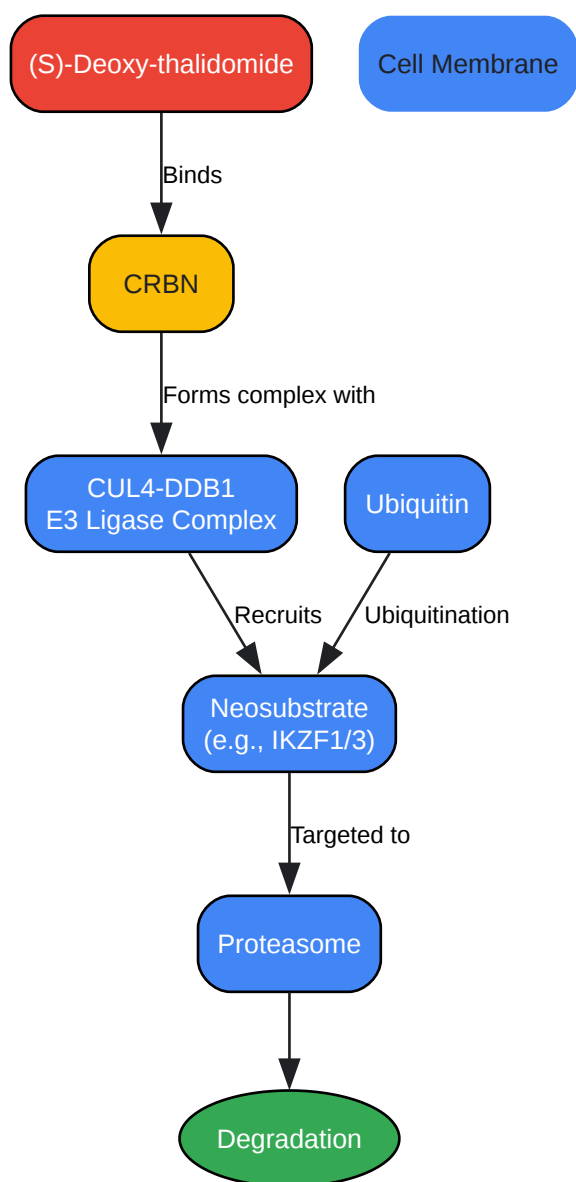 (S)-Deoxy-thalidomide
Cell Membrane
Binds
CRBN
Forms complex with
CUL4-DDB1
E3 Ligase Complex
Ubiquitin
Recruits
Ubiquitination
Neosubstrate
(e.g., IKZF1/3)
Targeted to
Proteasome
Degradation